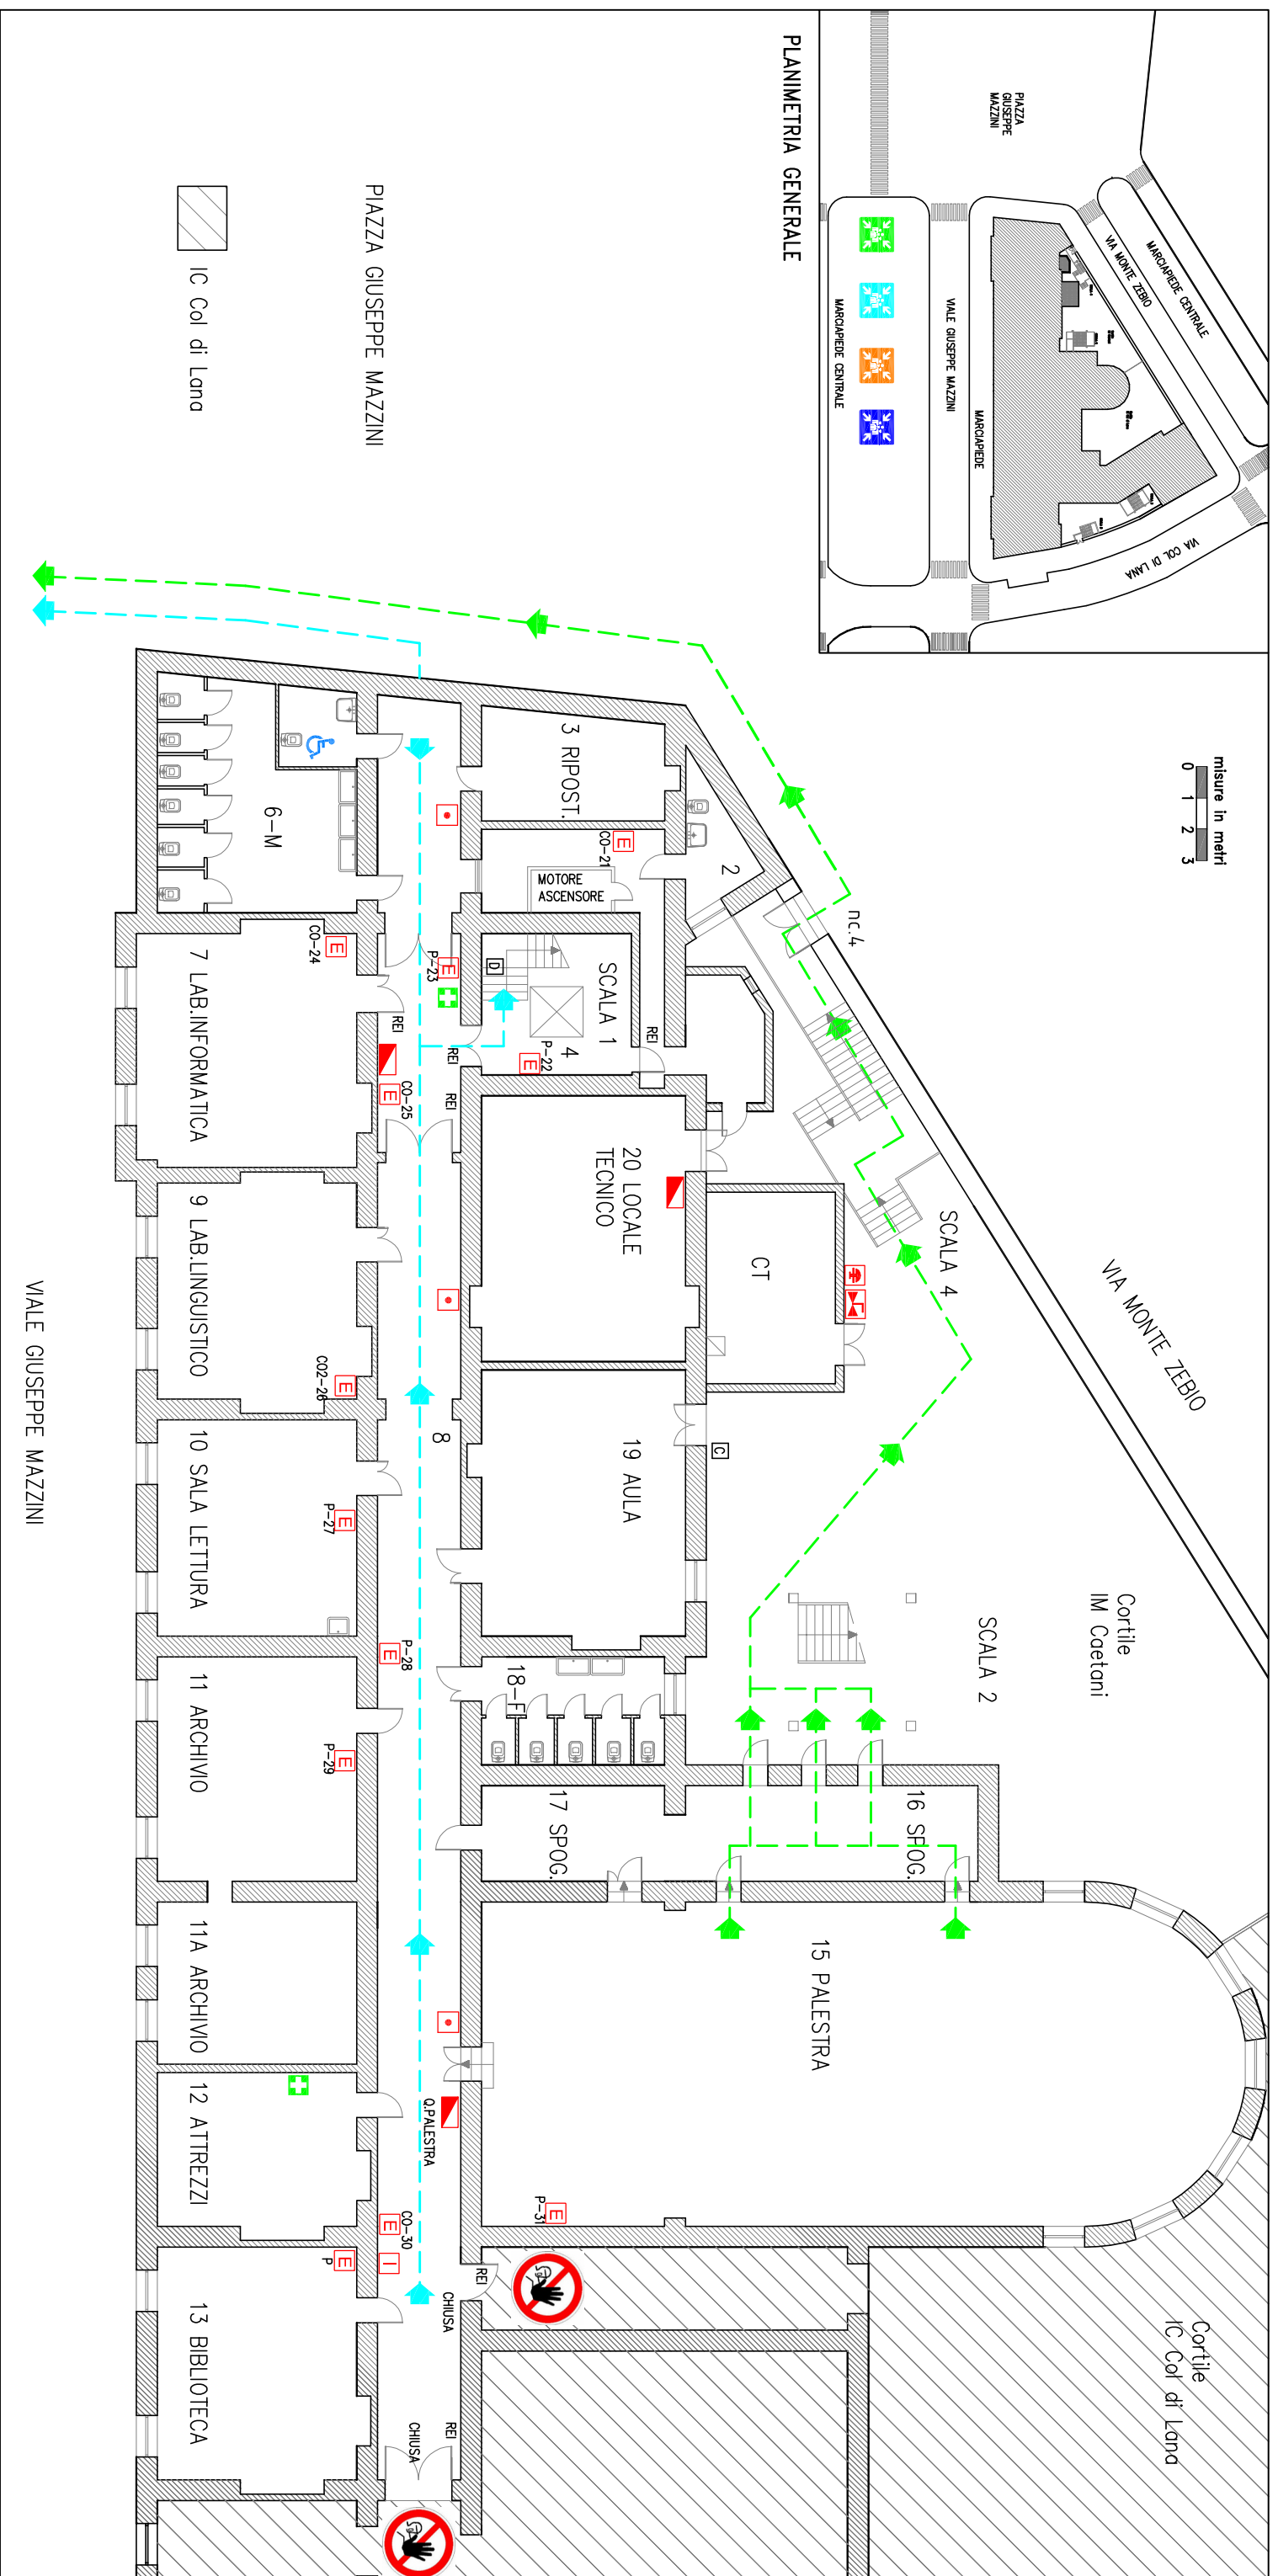 PLANIMETRIA GENERALE
PIAZZA
GIUSEPPE
MAZZINI
MARCIAPIEDE CENTRALE
VIA MONTE ZEBIO
VIALE GIUSEPPE MAZZINI
MARCIAPIEDE
MARCIAPIEDE CENTRALE
VIA COL DI LANA
misure in metri
0 1 2 3
PIAZZA GIUSEPPE MAZZINI
IC Col di Lana
VIALE GIUSEPPE MAZZINI
VIA MONTE ZEBIO
nc.4
SCALA 4
Cortile
IM Caetani
SCALA 2
Cortile
IC Col di Lana
2
3 RIPOST.
E
CO-21
MOTORE
ASCENSORE
6-M
SCALA 1
4
D
REI
E
P-22
E
P-23
REI
REI
REI
7 LAB.INFORMATICA
E
CO-24
E
CO-25
20 LOCALE
TECNICO
CT
C
9 LAB.LINGUISTICO
E
CO2-26
8
19 AULA
10 SALA LETTURA
E
P-27
E
P-28
18-F
11 ARCHIVIO
E
P-29
17 SPOG.
16 SPOG.
11A ARCHIVIO
15 PALESTRA
Q.PALESTRA
12 ATTREZZI
E
CO-30
I
E
P-31
E
P
REI
CHIUSA
13 BIBLIOTECA
REI
CHIUSA